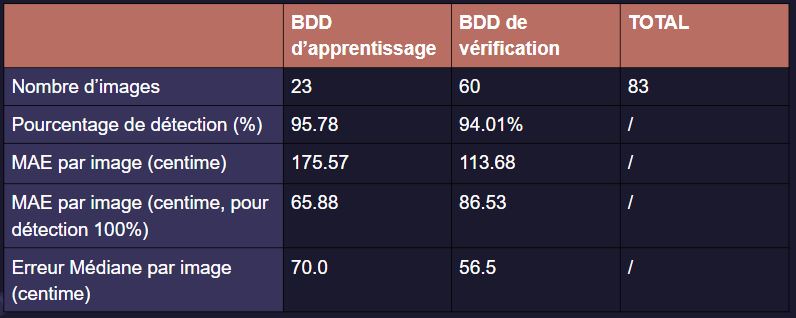 BDD d'apprentissage BDD de vérification TOTAL
Nombre d'images 23 60 83
Pourcentage de détection (%) 95.78 94.01% /
MAE par image (centime) 175.57 113.68 /
MAE par image (centime, pour détection 100%) 65.88 86.53 /
Erreur Médiane par image (centime) 70.0 56.5 /